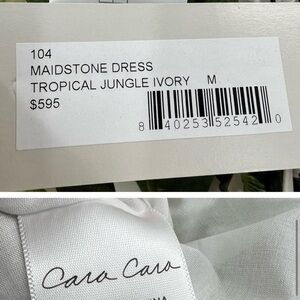 104
MAIDSTONE DRESS
TROPICAL JUNGLE IVORY M
$595
8 40253 52542 0
Cara Cara